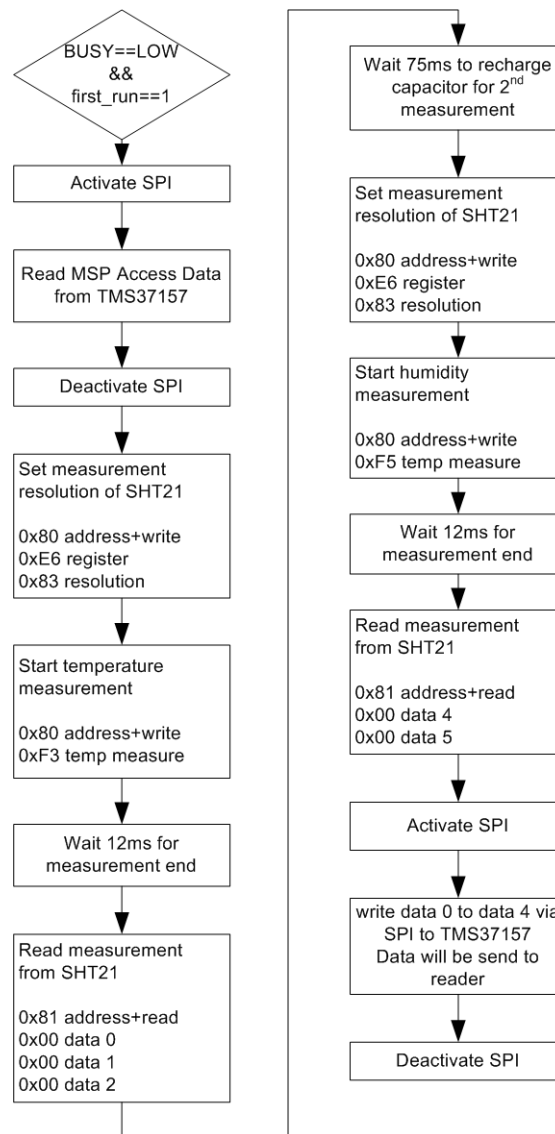 BUSY==LOW
&&
first_run==1
Activate SPI
Read MSP Access Data
from TMS37157
Deactivate SPI
Set measurement
resolution of SHT21
0x80 address+write
0xE6 register
0x83 resolution
Start temperature
measurement
0x80 address+write
0xF3 temp measure
Wait 12ms for
measurement end
Read measurement
from SHT21
0x81 address+read
0x00 data 0
0x00 data 1
0x00 data 2
Wait 75ms to recharge
capacitor for 2nd
measurement
Set measurement
resolution of SHT21
0x80 address+write
0xE6 register
0x83 resolution
Start humidity
measurement
0x80 address+write
0xF5 temp measure
Wait 12ms for
measurement end
Read measurement
from SHT21
0x81 address+read
0x00 data 4
0x00 data 5
Activate SPI
write data 0 to data 4 via
SPI to TMS37157
Data will be send to
reader
Deactivate SPI